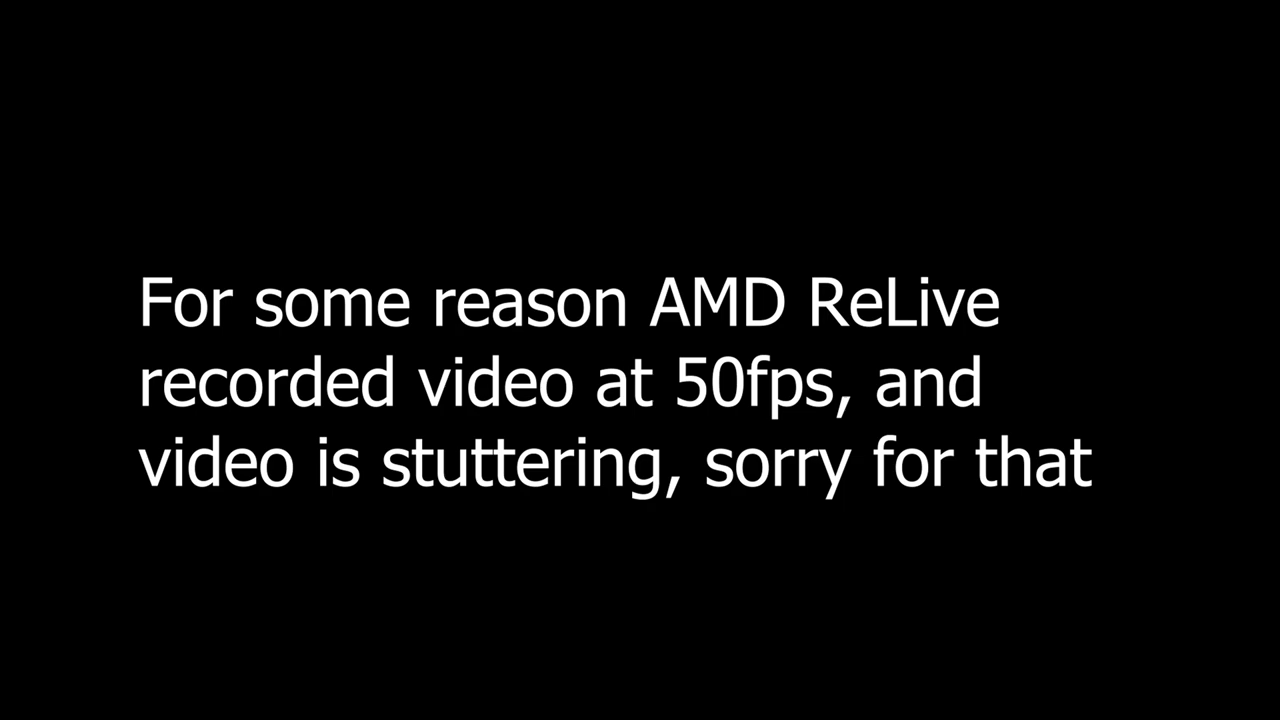 For some reason AMD ReLive
recorded video at 50fps, and
video is stuttering, sorry for that